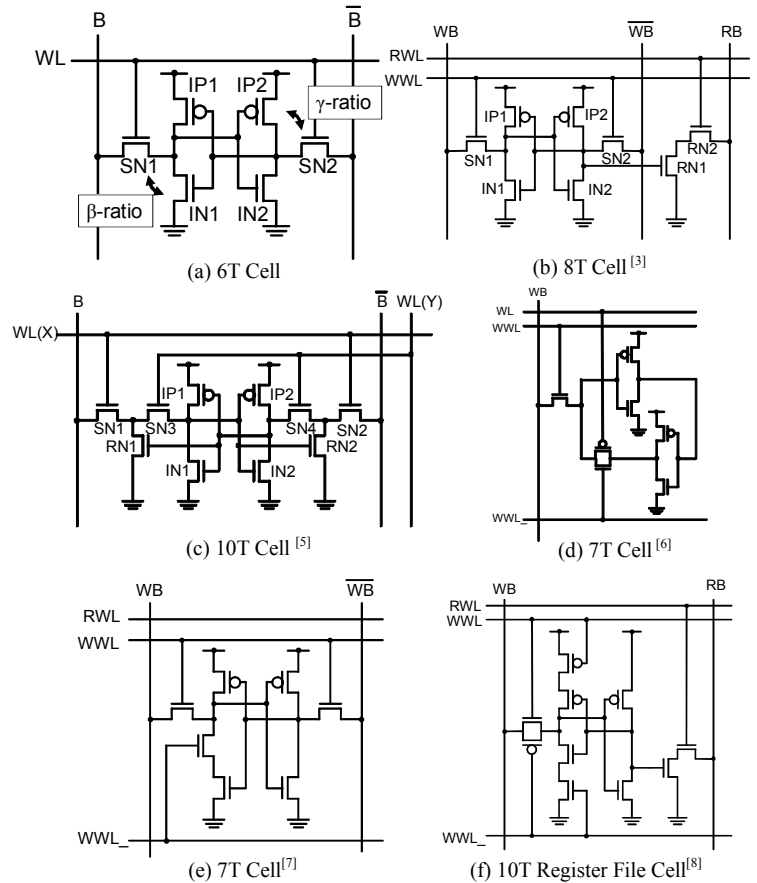 B B̅
WL
IP1 IP2
γ-ratio
SN1 SN2
β-ratio
IN1 IN2
(a) 6T Cell
WB W̅B̅ RB
RWL
WWL
IP1 IP2
SN1 SN2 RN2
RN1
IN1 IN2
(b) 8T Cell [3]
B B̅ WL(Y)
WL(X)
IP1 IP2
SN1 SN3 SN4 SN2
RN1 RN2
IN1 IN2
(c) 10T Cell [5]
WB
WL
WWL
WWL_
(d) 7T Cell[6]
WB W̅B̅
RWL
WWL
WWL_
(e) 7T Cell[7]
WB RB
RWL
WWL
WWL_
(f) 10T Register File Cell[8]